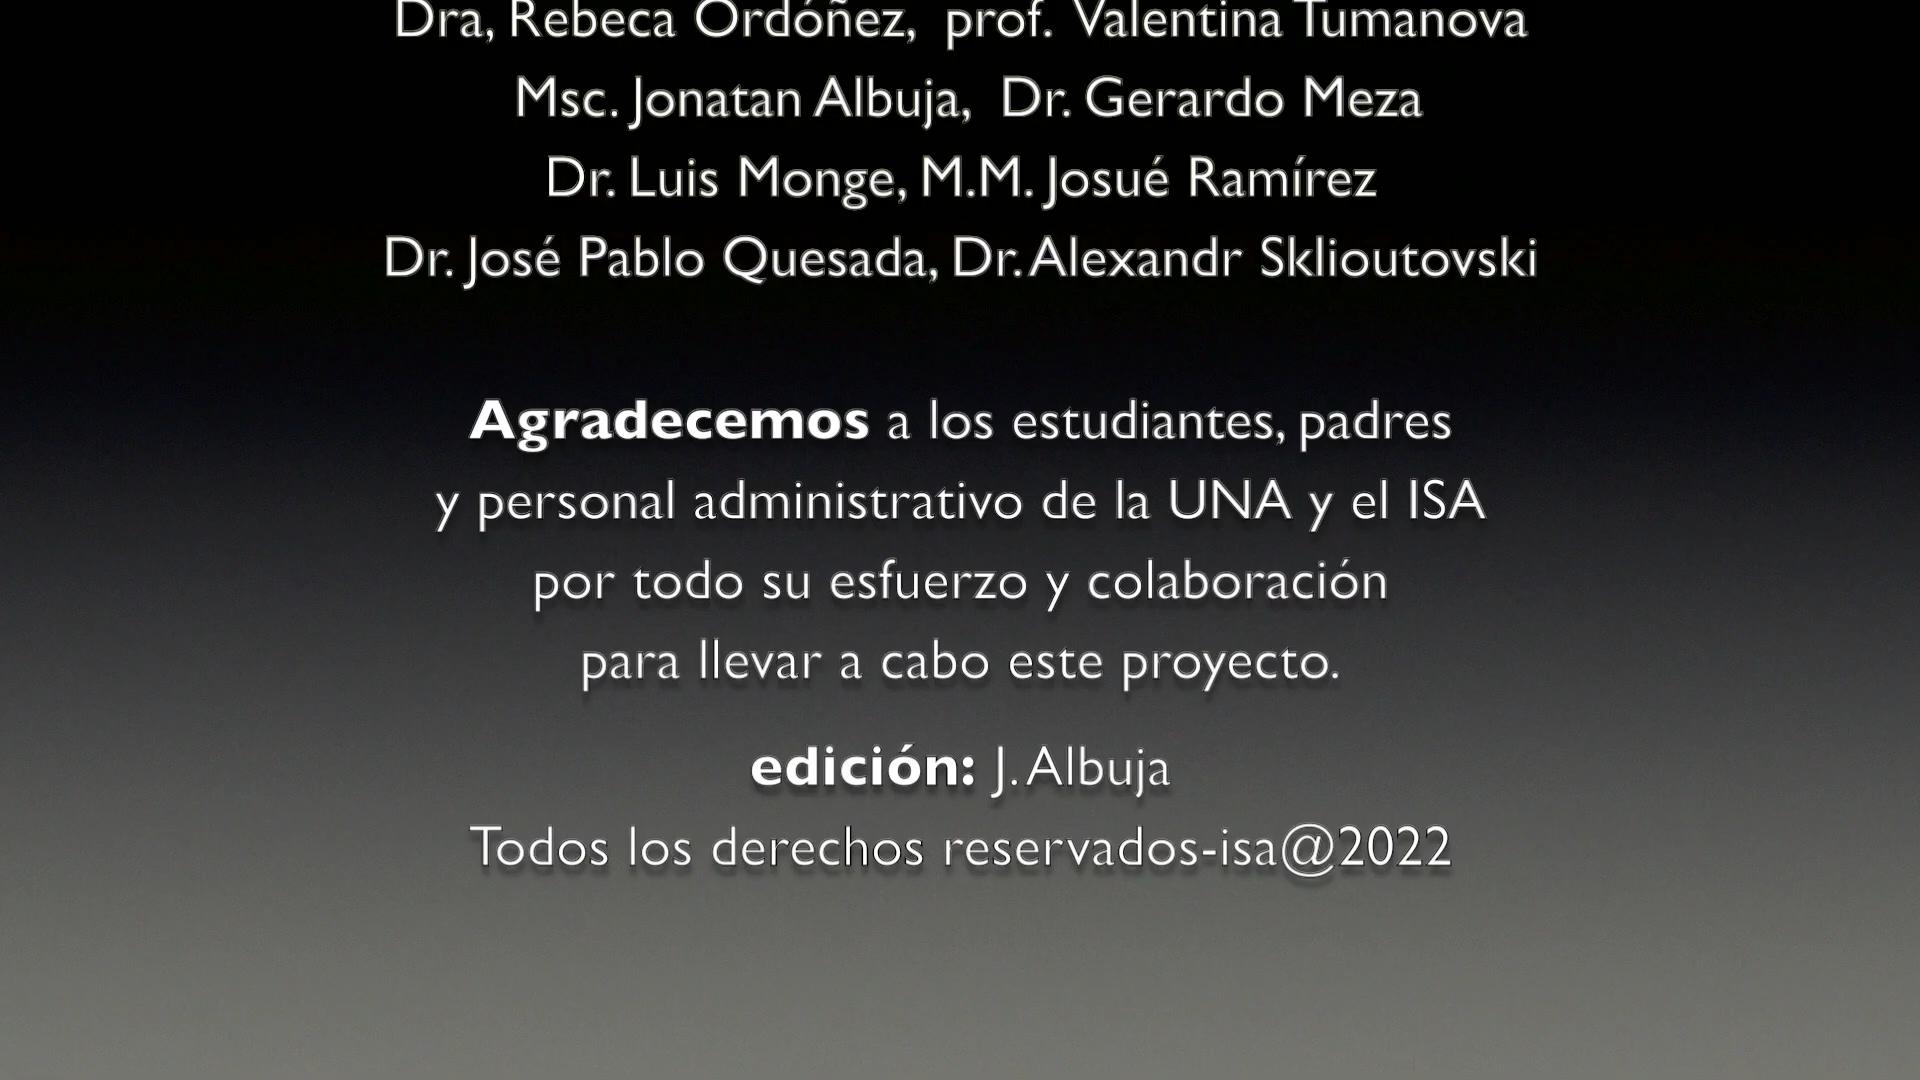 Dra, Rebeca Ordóñez, prof. Valentina Tumanova
Msc. Jonatan Albuja, Dr. Gerardo Meza
Dr. Luis Monge, M.M. Josué Ramírez
Dr. José Pablo Quesada, Dr. Alexandr Sklioutovski
Agradecemos a los estudiantes, padres
y personal administrativo de la UNA y el ISA
por todo su esfuerzo y colaboración
para llevar a cabo este proyecto.
edición: J. Albuja
Todos los derechos reservados-isa@2022